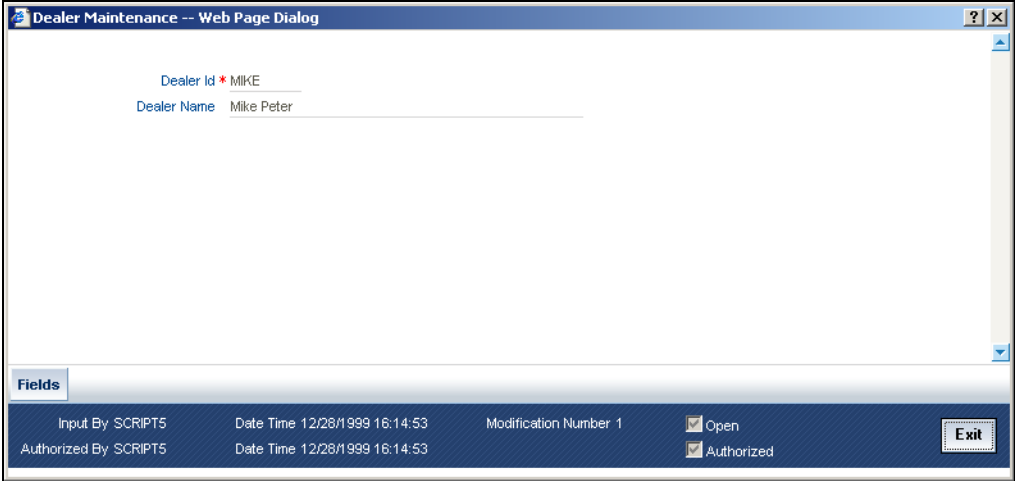 Dealer Maintenance -- Web Page Dialog
Dealer Id * MIKE
Dealer Name Mike Peter
Fields
Input By SCRIPT5 Date Time 12/28/1999 16:14:53 Modification Number 1 Open
Authorized By SCRIPT5 Date Time 12/28/1999 16:14:53 Authorized
Exit